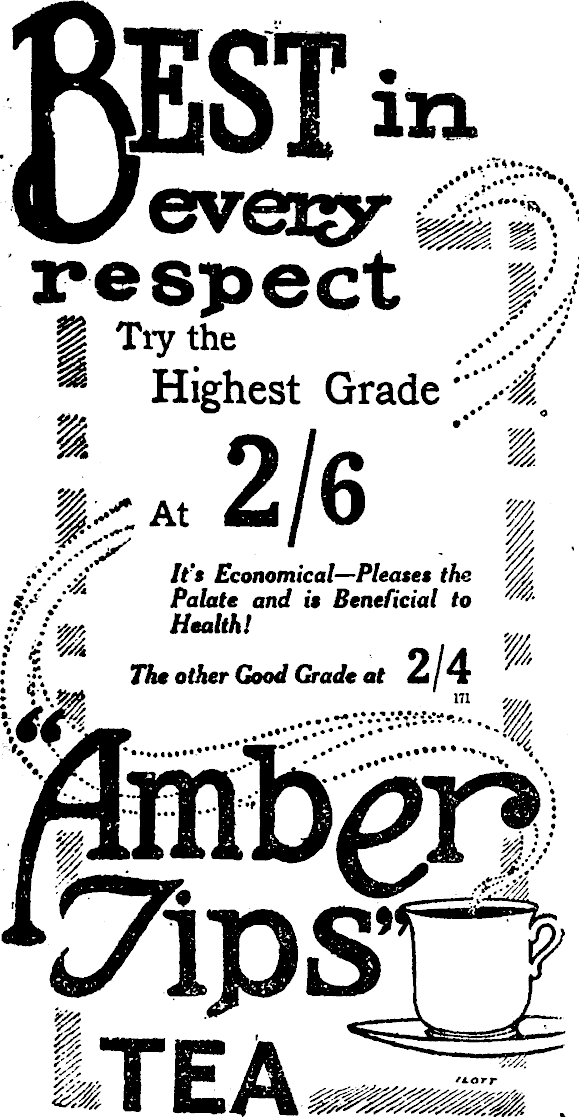 BEST in
every
respect
Try the
Highest Grade
At 2/6
It's Economical—Pleases the
Palate and is Beneficial to
Health!
The other Good Grade at 2/4
171
"Amber
Tips"
TEA